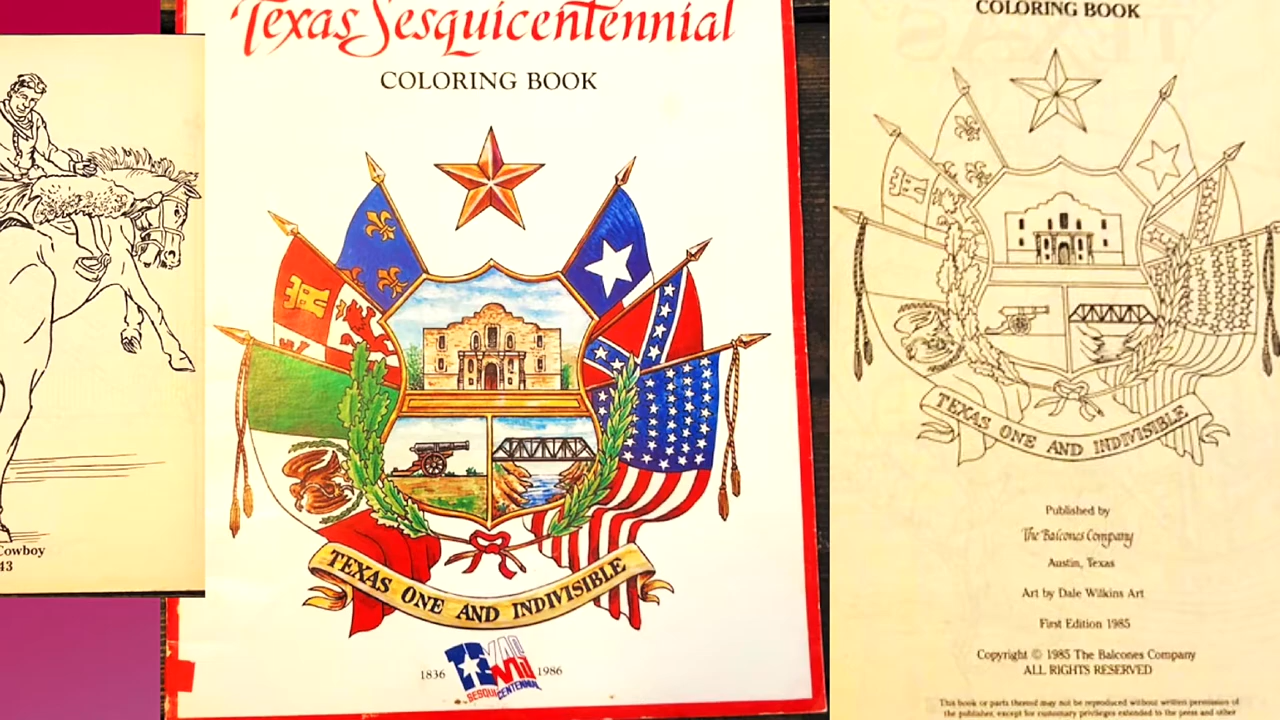 Cowboy
43
Texas Sesquicentennial
COLORING BOOK
TEXAS ONE AND INDIVISIBLE
1836
TEXAS
1986
SESQUICENTENNIAL
COLORING BOOK
TEXAS ONE AND INDIVISIBLE
Published by
The Balcones Company
Austin, Texas
Art by Dale Wilkins Art
First Edition 1985
Copyright © 1985 The Balcones Company
ALL RIGHTS RESERVED
This book or parts thereof may not be reproduced without written permission of
the publisher, except for customary privileges extended to the press and other